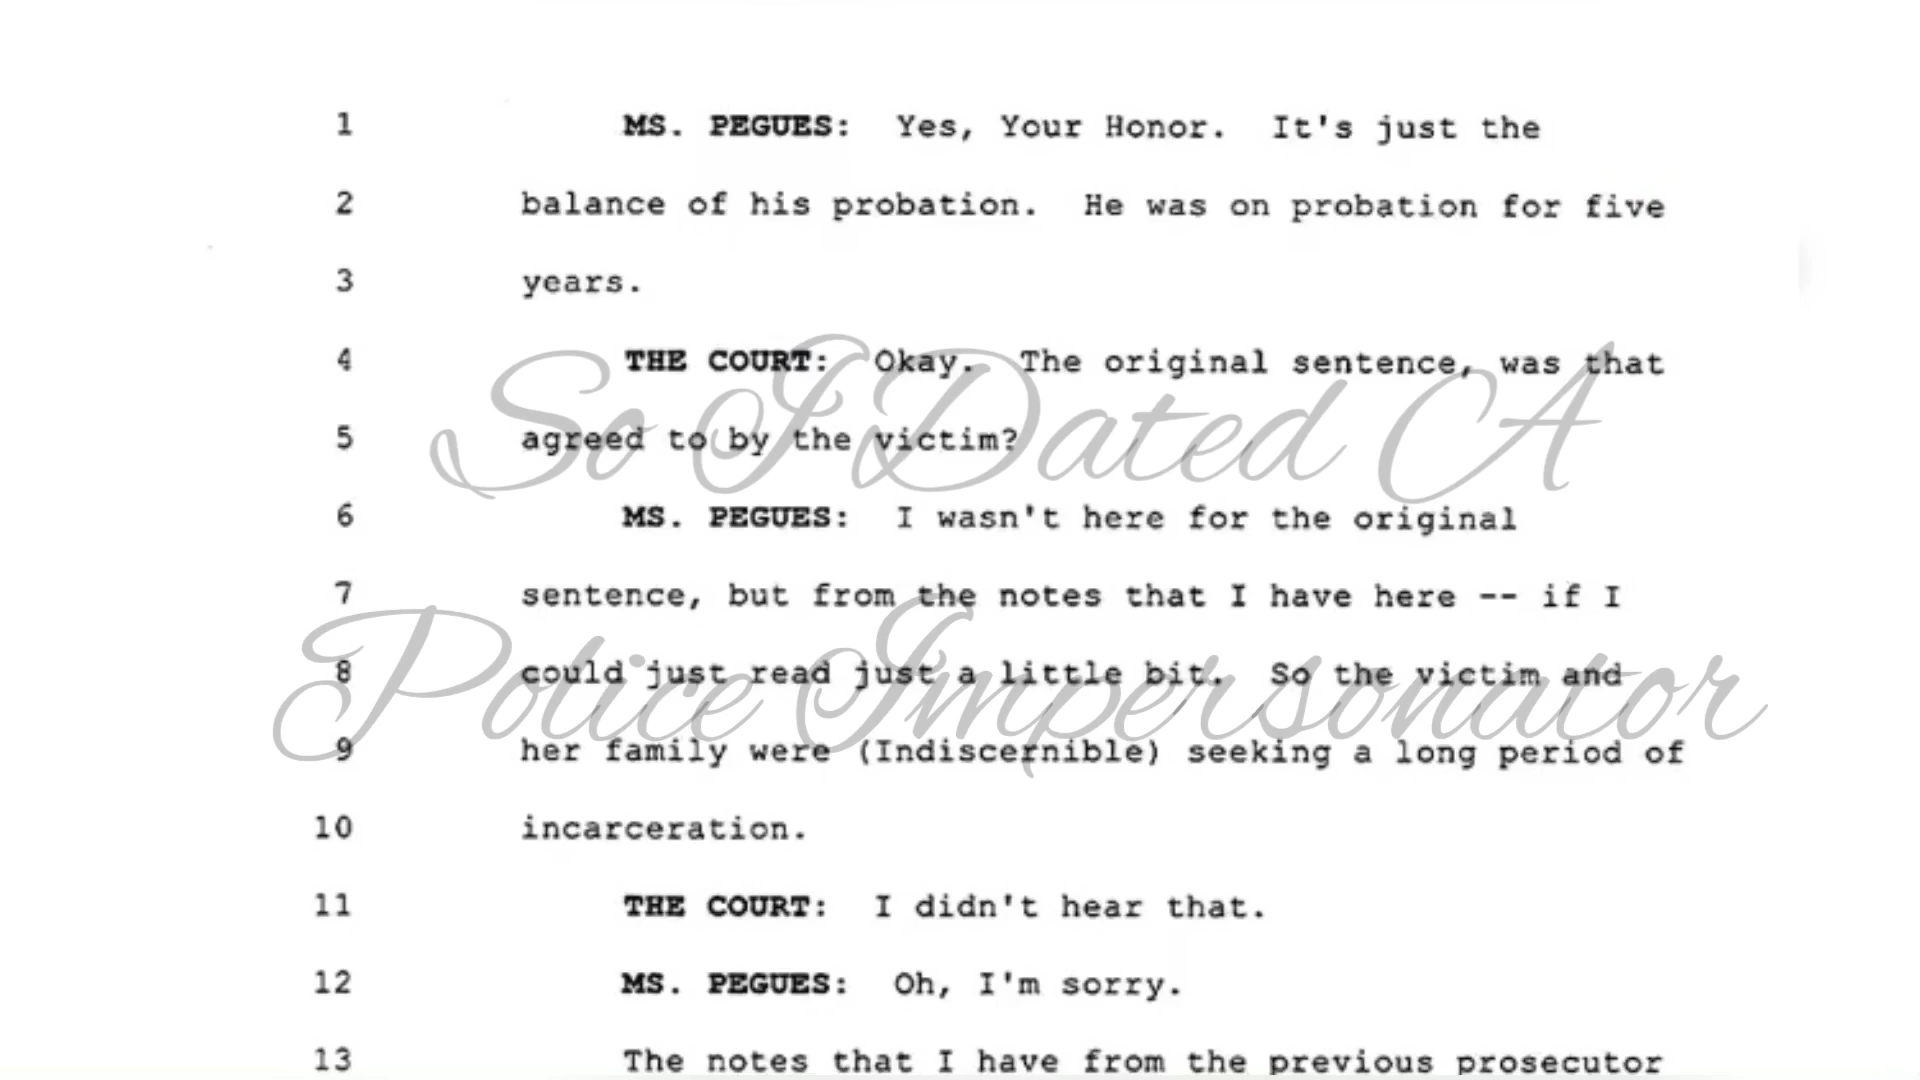 1 MS. PEGUES: Yes, Your Honor. It's just the
2 balance of his probation. He was on probation for five
3 years.
4 THE COURT: Okay. The original sentence, was that
5 agreed to by the victim?
So I Dated A
6 MS. PEGUES: I wasn't here for the original
7 sentence, but from the notes that I have here -- if I
8 could just read just a little bit. So the victim and
Police Impersonator
9 her family were (Indiscernible) seeking a long period of
10 incarceration.
11 THE COURT: I didn't hear that.
12 MS. PEGUES: Oh, I'm sorry.
13 The notes that I have from the previous prosecutor